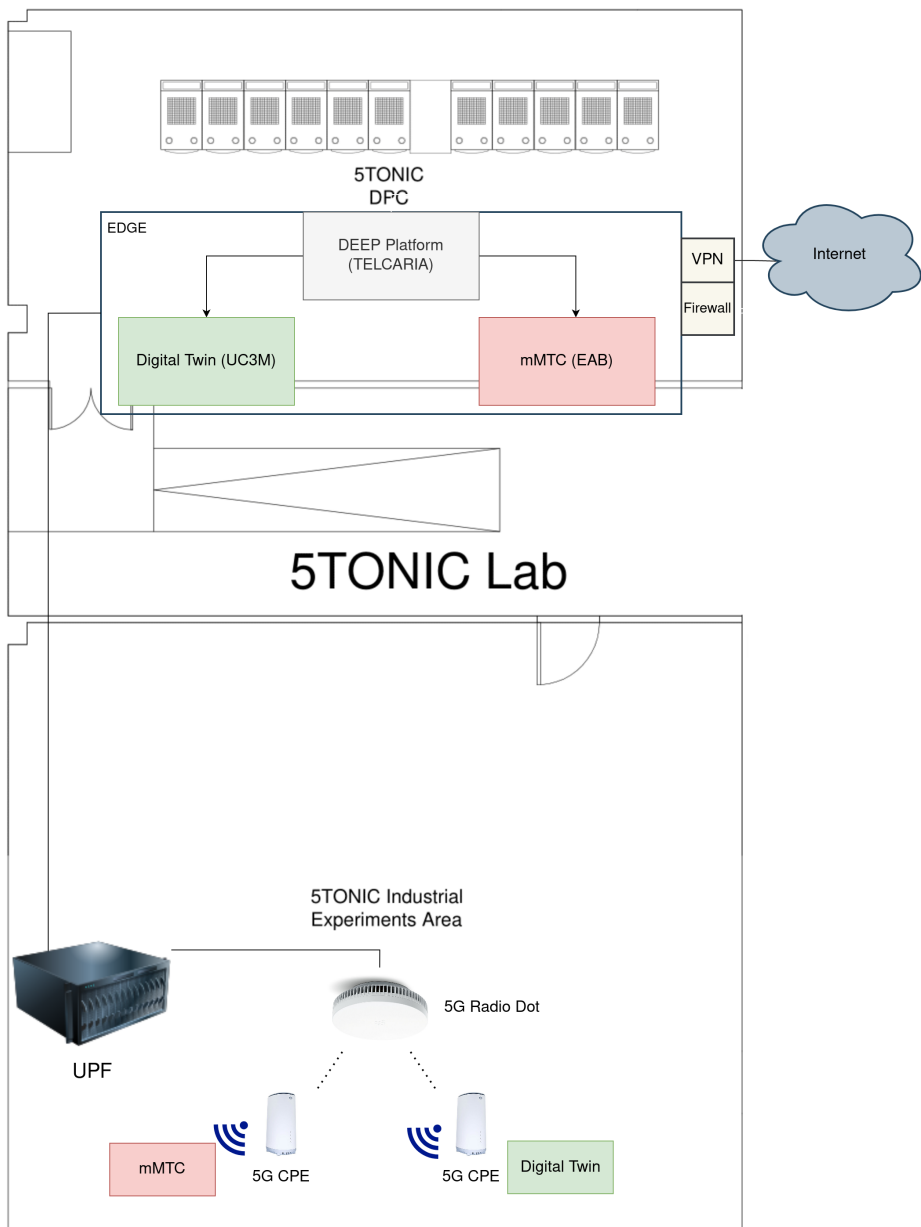 5TONIC
DPC
EDGE
DEEP Platform
(TELCARIA)
VPN
Internet
Firewall
Digital Twin (UC3M)
mMTC (EAB)
5TONIC Lab
5TONIC Industrial
Experiments Area
5G Radio Dot
UPF
mMTC
5G CPE
5G CPE
Digital Twin